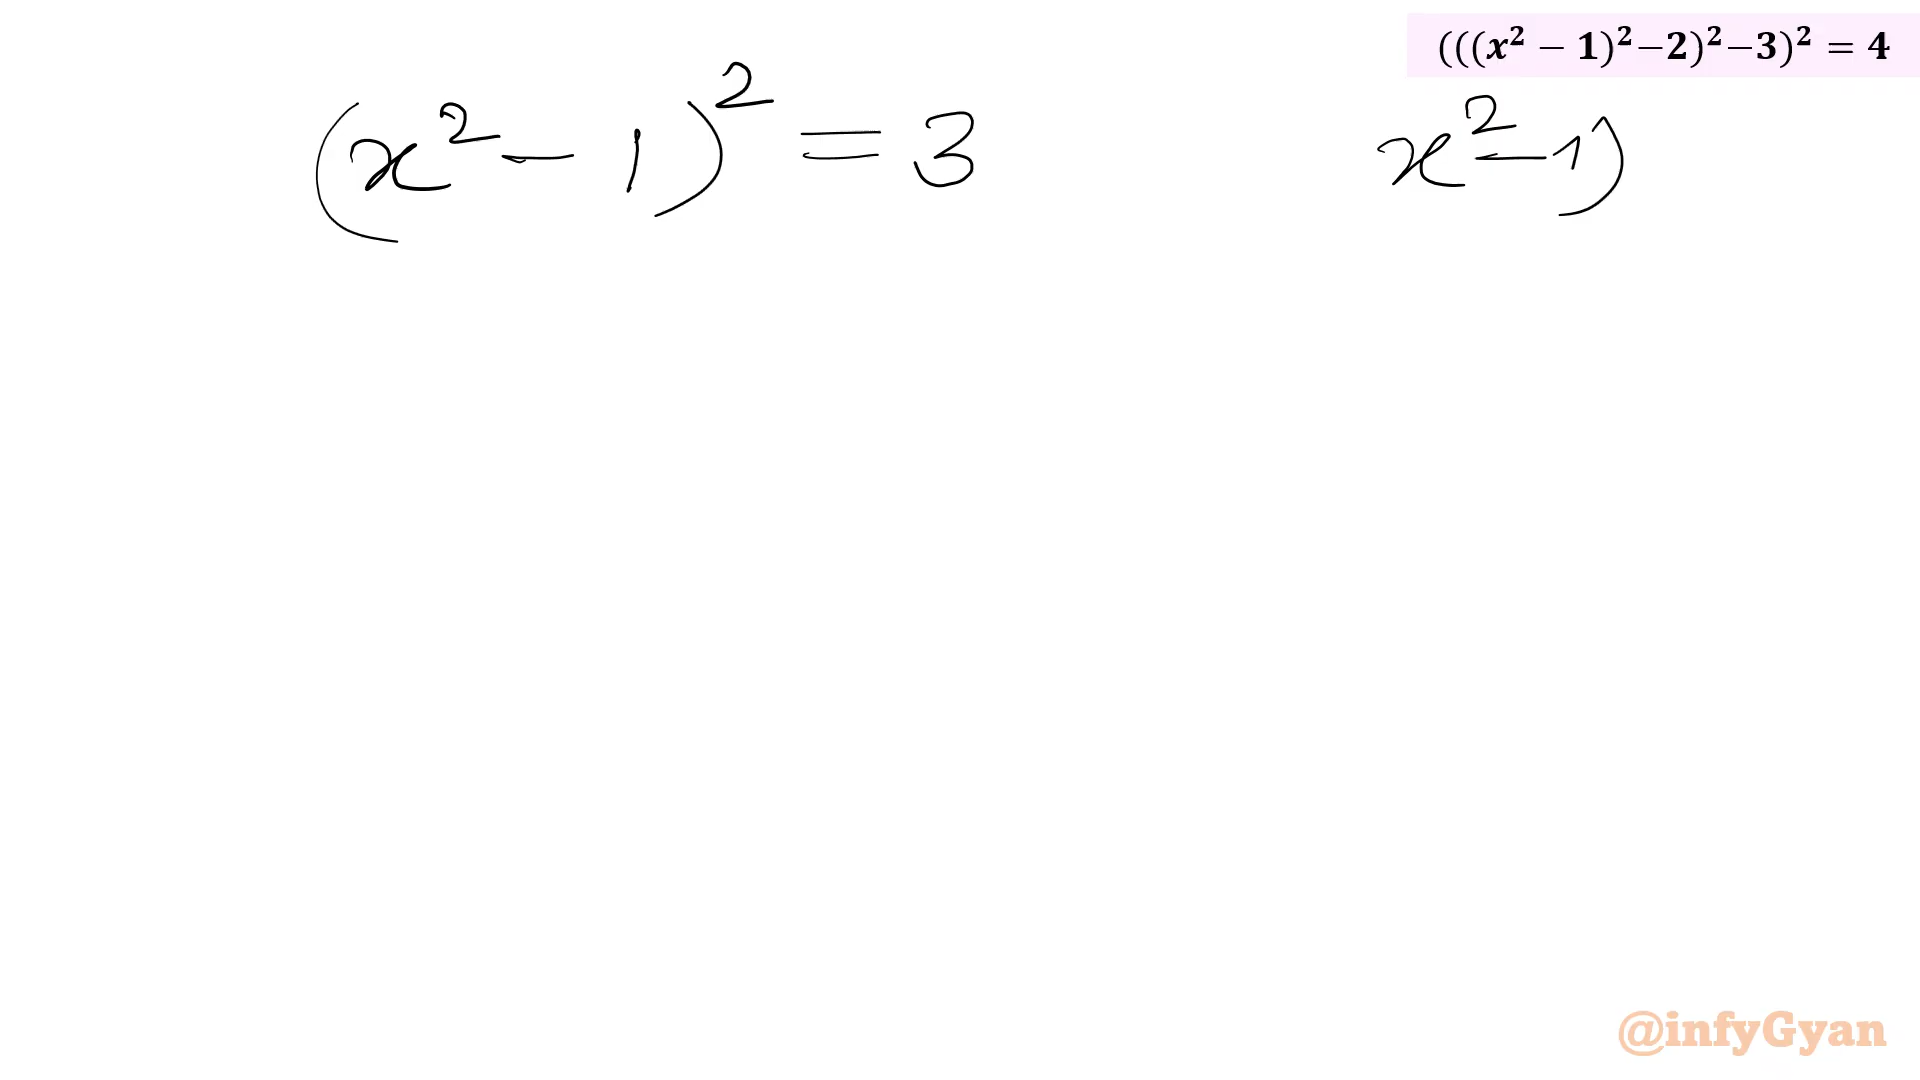 (((x² − 1)²−2)²−3)² = 4
(x² − 1)² = 3
x² − 1)
@infyGyan